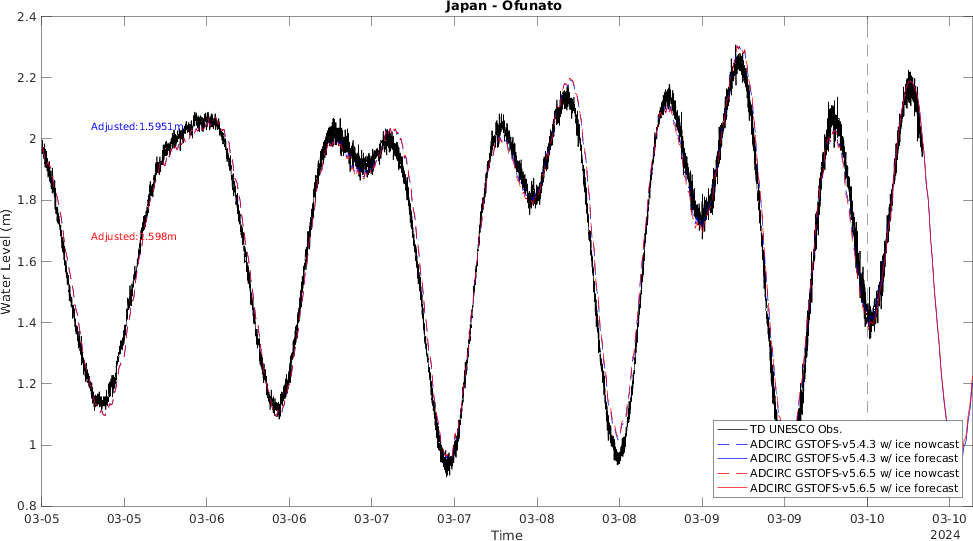 Japan - Ofunato
2.4
2.2
2
1.8
1.6
1.4
1.2
1
0.8
Water Level (m)
Adjusted:1.5951m
Adjusted:1.598m
TD UNESCO Obs.
ADCIRC GSTOFS-v5.4.3 w/ ice nowcast
ADCIRC GSTOFS-v5.4.3 w/ ice forecast
ADCIRC GSTOFS-v5.6.5 w/ ice nowcast
ADCIRC GSTOFS-v5.6.5 w/ ice forecast
03-05 03-05 03-06 03-06 03-07 03-07 03-08 03-08 03-09 03-09 03-10 03-10
2024
Time